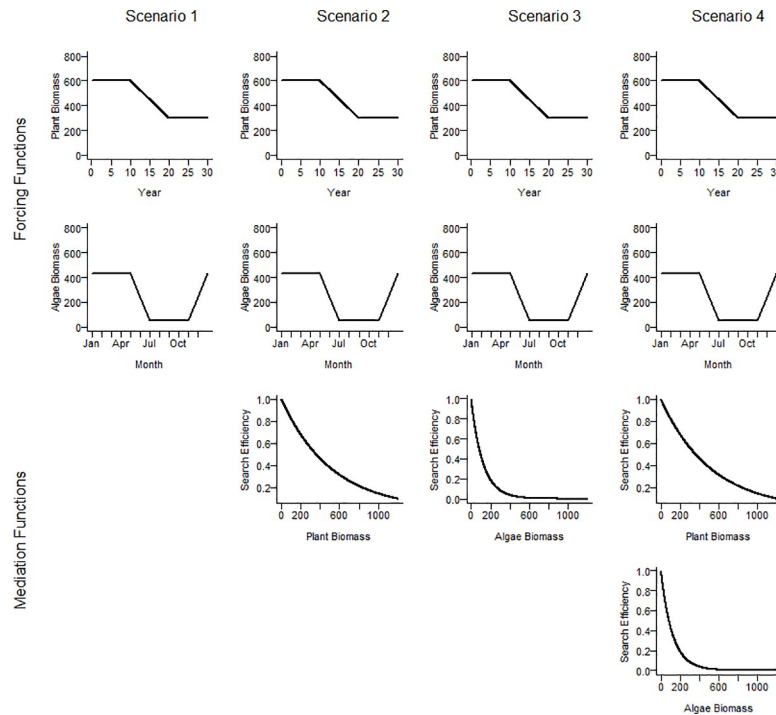 Scenario 1 Scenario 2 Scenario 3 Scenario 4
Forcing Functions
Plant Biomass
800
600
400
200
0
0 5 10 15 20 25 30
Year
Plant Biomass
800
600
400
200
0
0 5 10 15 20 25 30
Year
Plant Biomass
800
600
400
200
0
0 5 10 15 20 25 30
Year
Plant Biomass
800
600
400
200
0
0 5 10 15 20 25
Year
Algae Biomass
800
600
400
200
0
Jan Apr Jul Oct
Month
Algae Biomass
800
600
400
200
0
Jan Apr Jul Oct
Month
Algae Biomass
800
600
400
200
0
Jan Apr Jul Oct
Month
Algae Biomass
800
600
400
200
0
Jan Apr Jul Oct
Month
Mediation Functions
Search Efficiency
1.0
0.8
0.6
0.4
0.2
0 200 600 1000
Plant Biomass
Search Efficiency
1.0
0.8
0.6
0.4
0.2
0.0
0 200 600 1000
Algae Biomass
Search Efficiency
1.0
0.8
0.6
0.4
0.2
0 200 600 1000
Plant Biomass
Search Efficiency
1.0
0.8
0.6
0.4
0.2
0.0
0 200 600 1000
Algae Biomass